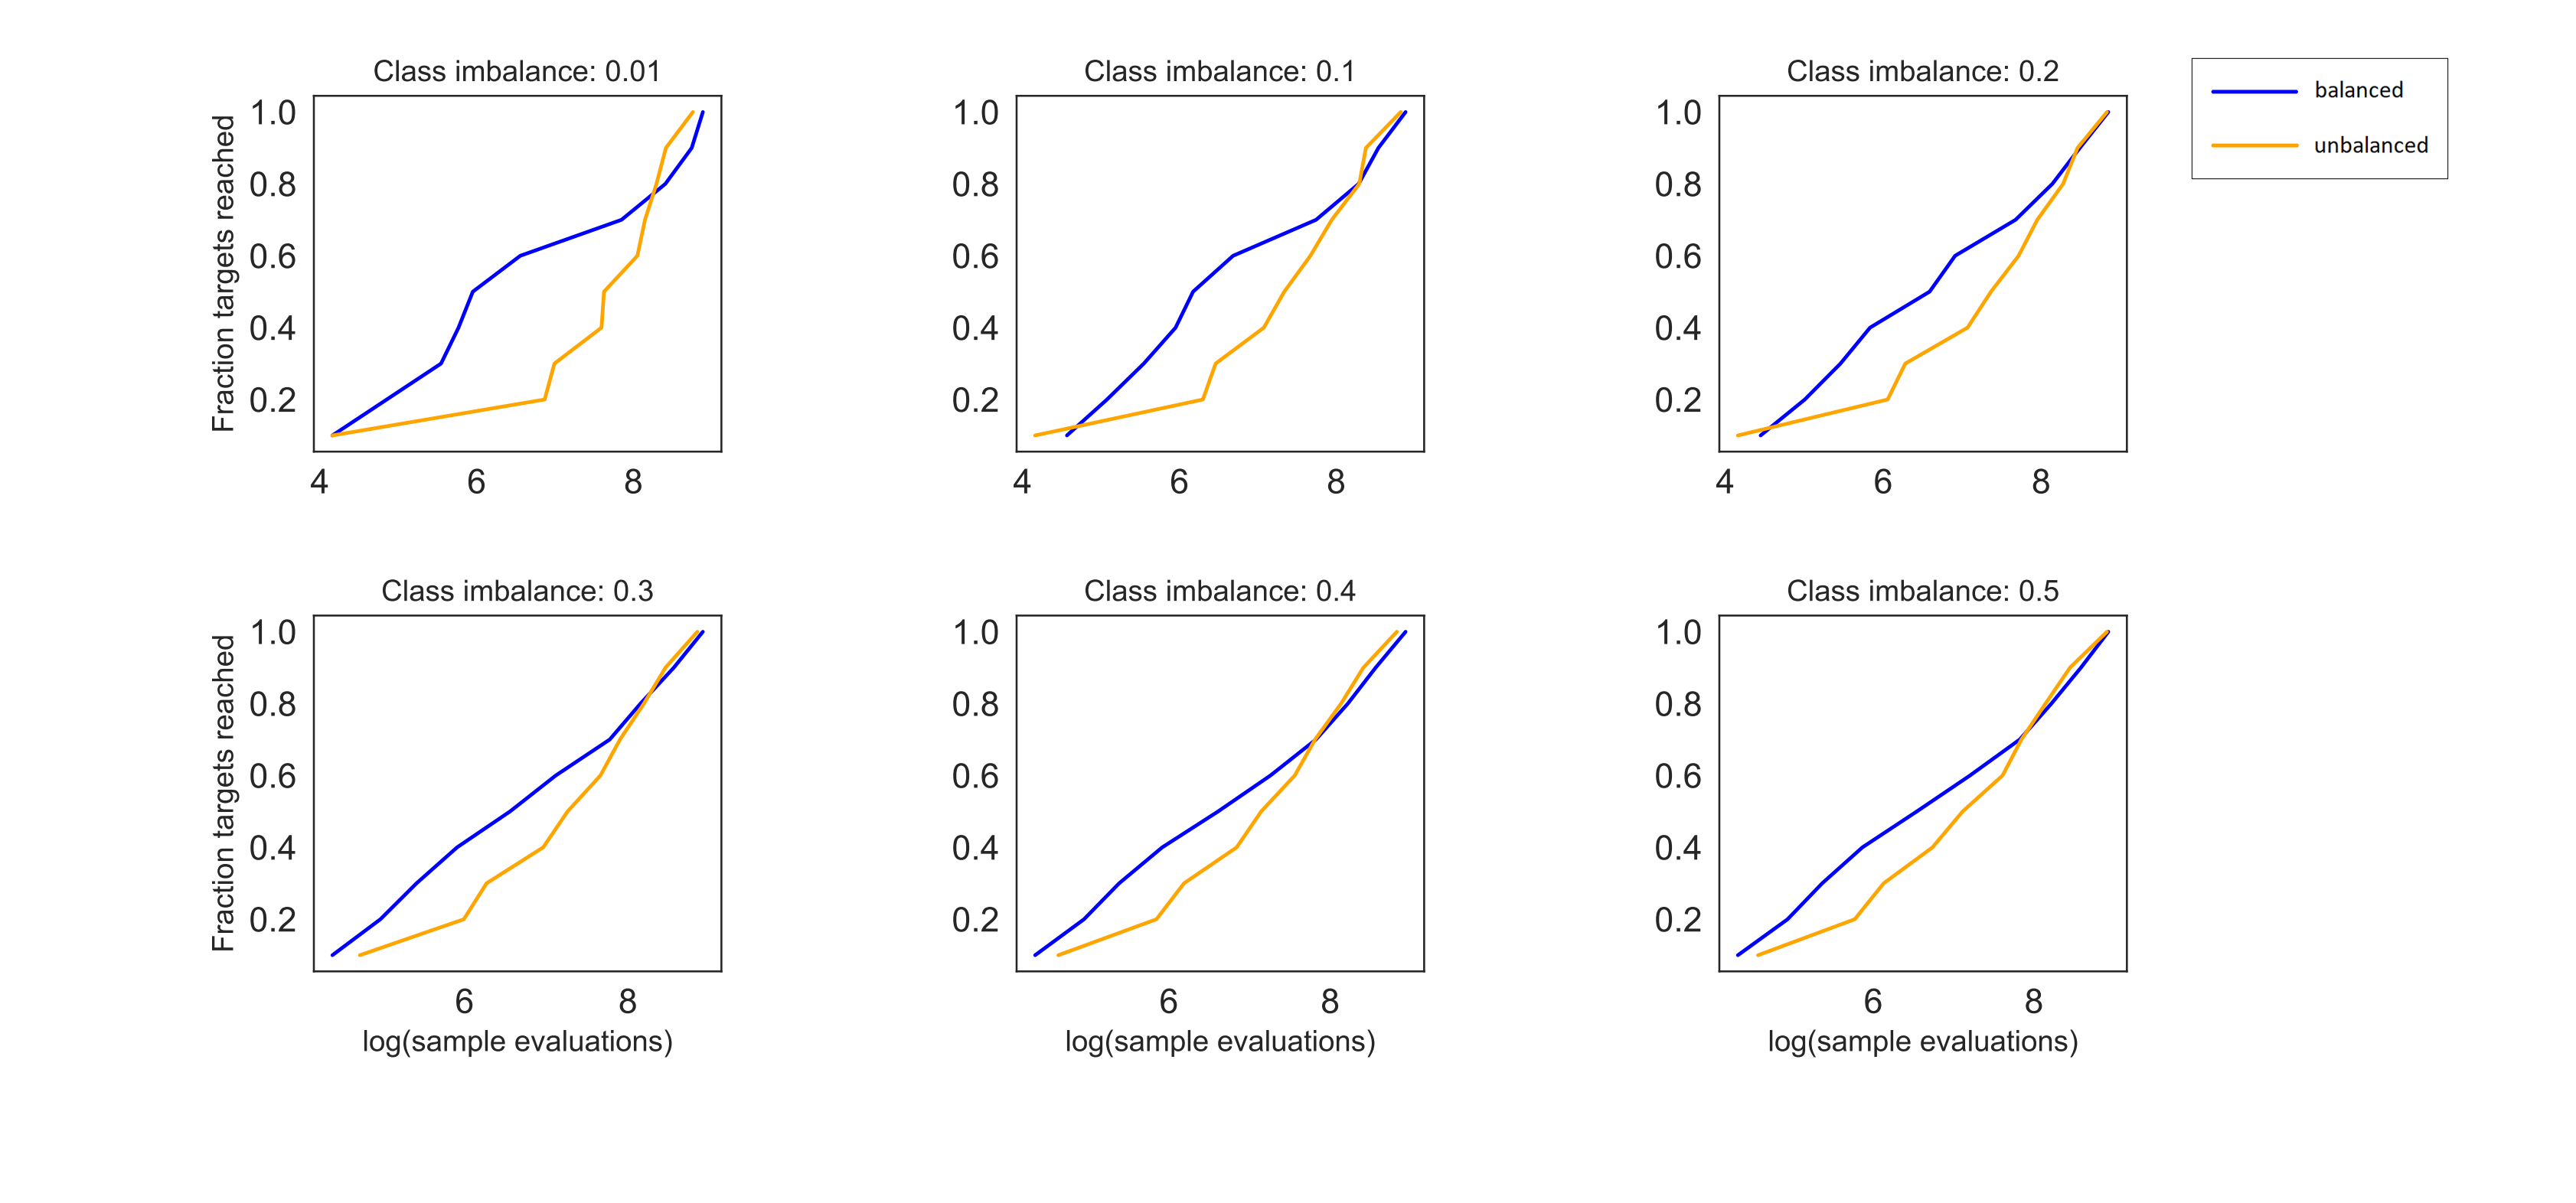 Class imbalance: 0.01
Class imbalance: 0.1
Class imbalance: 0.2
balanced
unbalanced
Fraction targets reached
1.0
0.8
0.6
0.4
0.2
4 6 8
1.0
0.8
0.6
0.4
0.2
4 6 8
1.0
0.8
0.6
0.4
0.2
4 6 8
Class imbalance: 0.3
Class imbalance: 0.4
Class imbalance: 0.5
Fraction targets reached
1.0
0.8
0.6
0.4
0.2
6 8
log(sample evaluations)
1.0
0.8
0.6
0.4
0.2
6 8
log(sample evaluations)
1.0
0.8
0.6
0.4
0.2
6 8
log(sample evaluations)